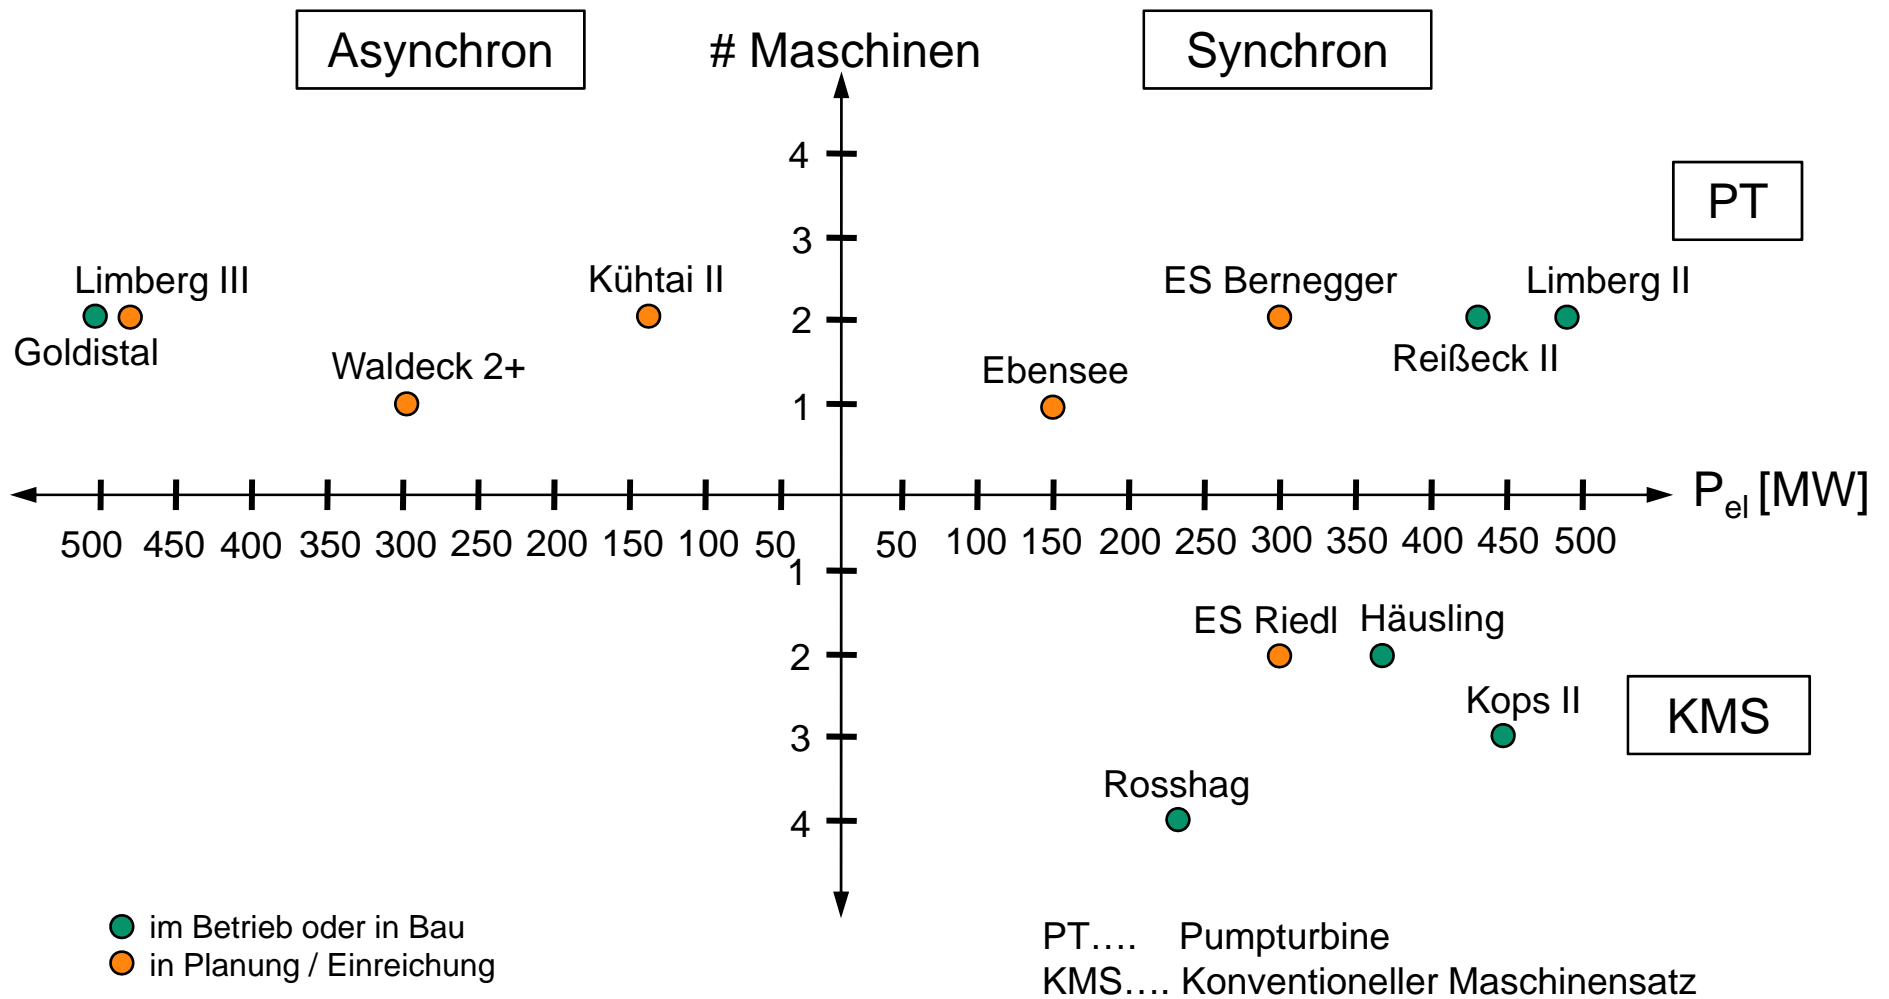 Asynchron
# Maschinen
Synchron
4
PT
3
Limberg III
Kühtai II
ES Bernegger
Limberg II
2
Goldistal
Reißeck II
Waldeck 2+
Ebensee
1
Pel [MW]
500 450 400 350 300 250 200 150 100 50
50 100 150 200 250 300 350 400 450 500
1
ES Riedl
Häusling
2
Kops II
KMS
3
Rosshag
4
im Betrieb oder in Bau
in Planung / Einreichung
PT…. Pumpturbine
KMS…. Konventioneller Maschinensatz